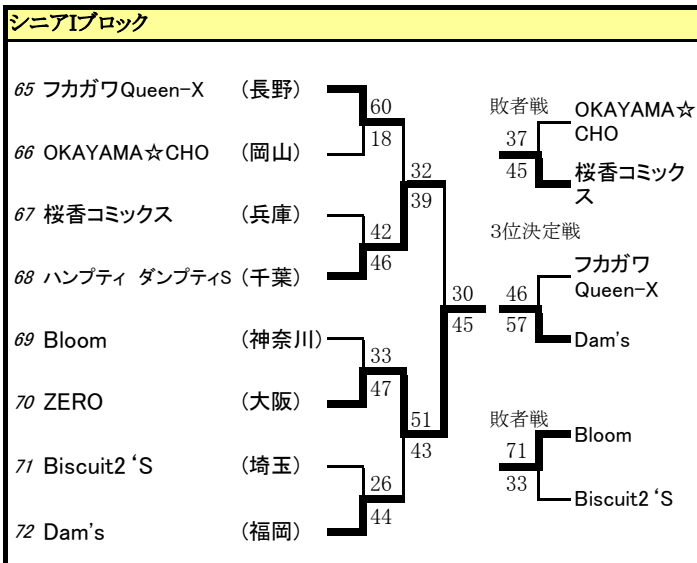 シニアIブロック
65 フカガワQueen-X （長野）
66 OKAYAMA☆CHO （岡山）
67 桜香コミックス （兵庫）
68 ハンプティ ダンプティS （千葉）
69 Bloom （神奈川）
70 ZERO （大阪）
71 Biscuit2‘S （埼玉）
72 Dam's （福岡）
60
18
42
46
33
47
26
44
32
39
51
43
30
45
敗者戦
37
45
OKAYAMA☆
CHO
桜香コミック
ス
3位決定戦
46
57
フカガワ
Queen-X
Dam's
敗者戦
71
33
Bloom
Biscuit2‘S